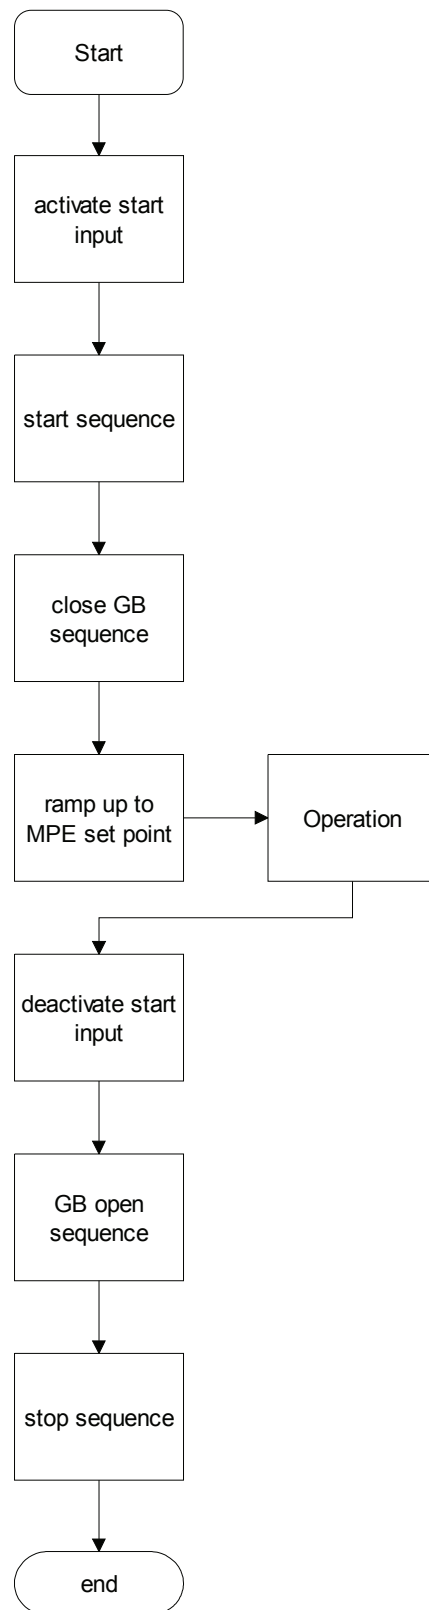 Start
activate start
input
start sequence
close GB
sequence
ramp up to
MPE set point
Operation
deactivate start
input
GB open
sequence
stop sequence
end